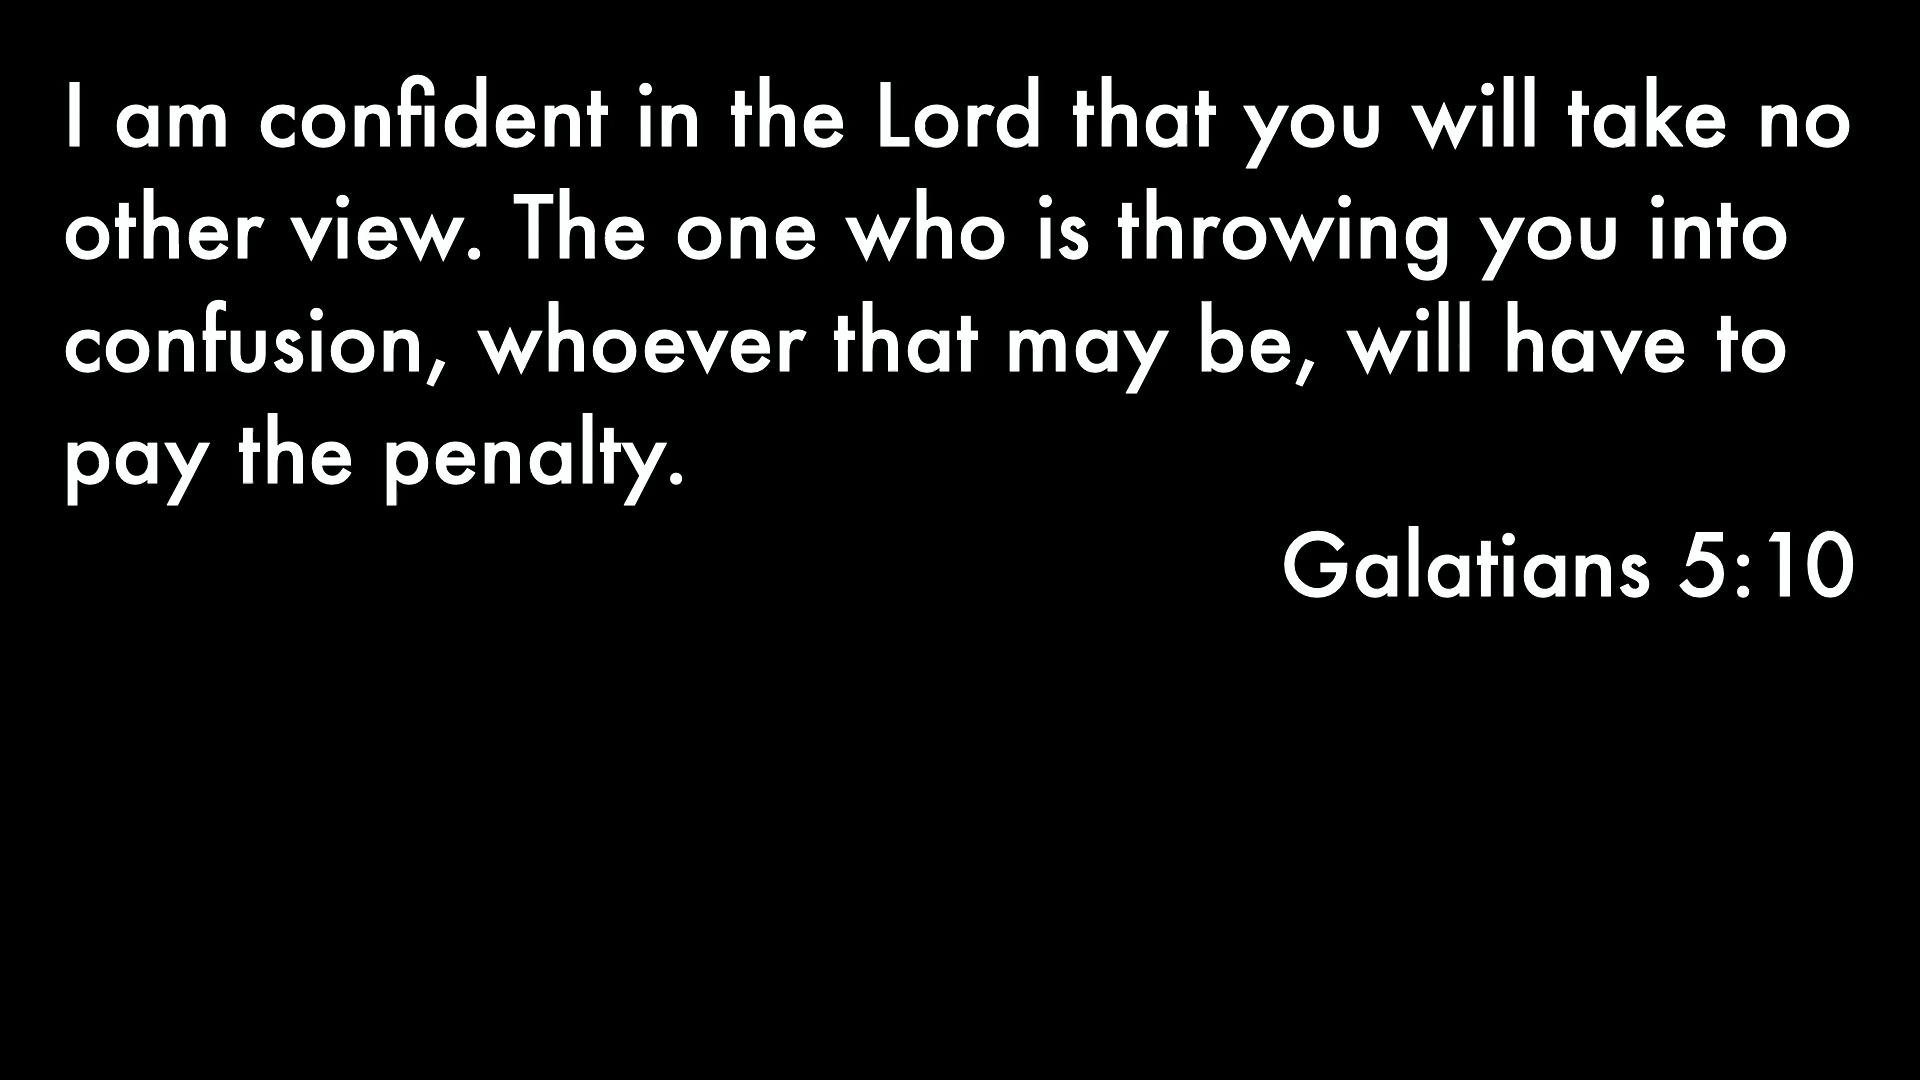 I am confident in the Lord that you will take no
other view. The one who is throwing you into
confusion, whoever that may be, will have to
pay the penalty.
Galatians 5:10